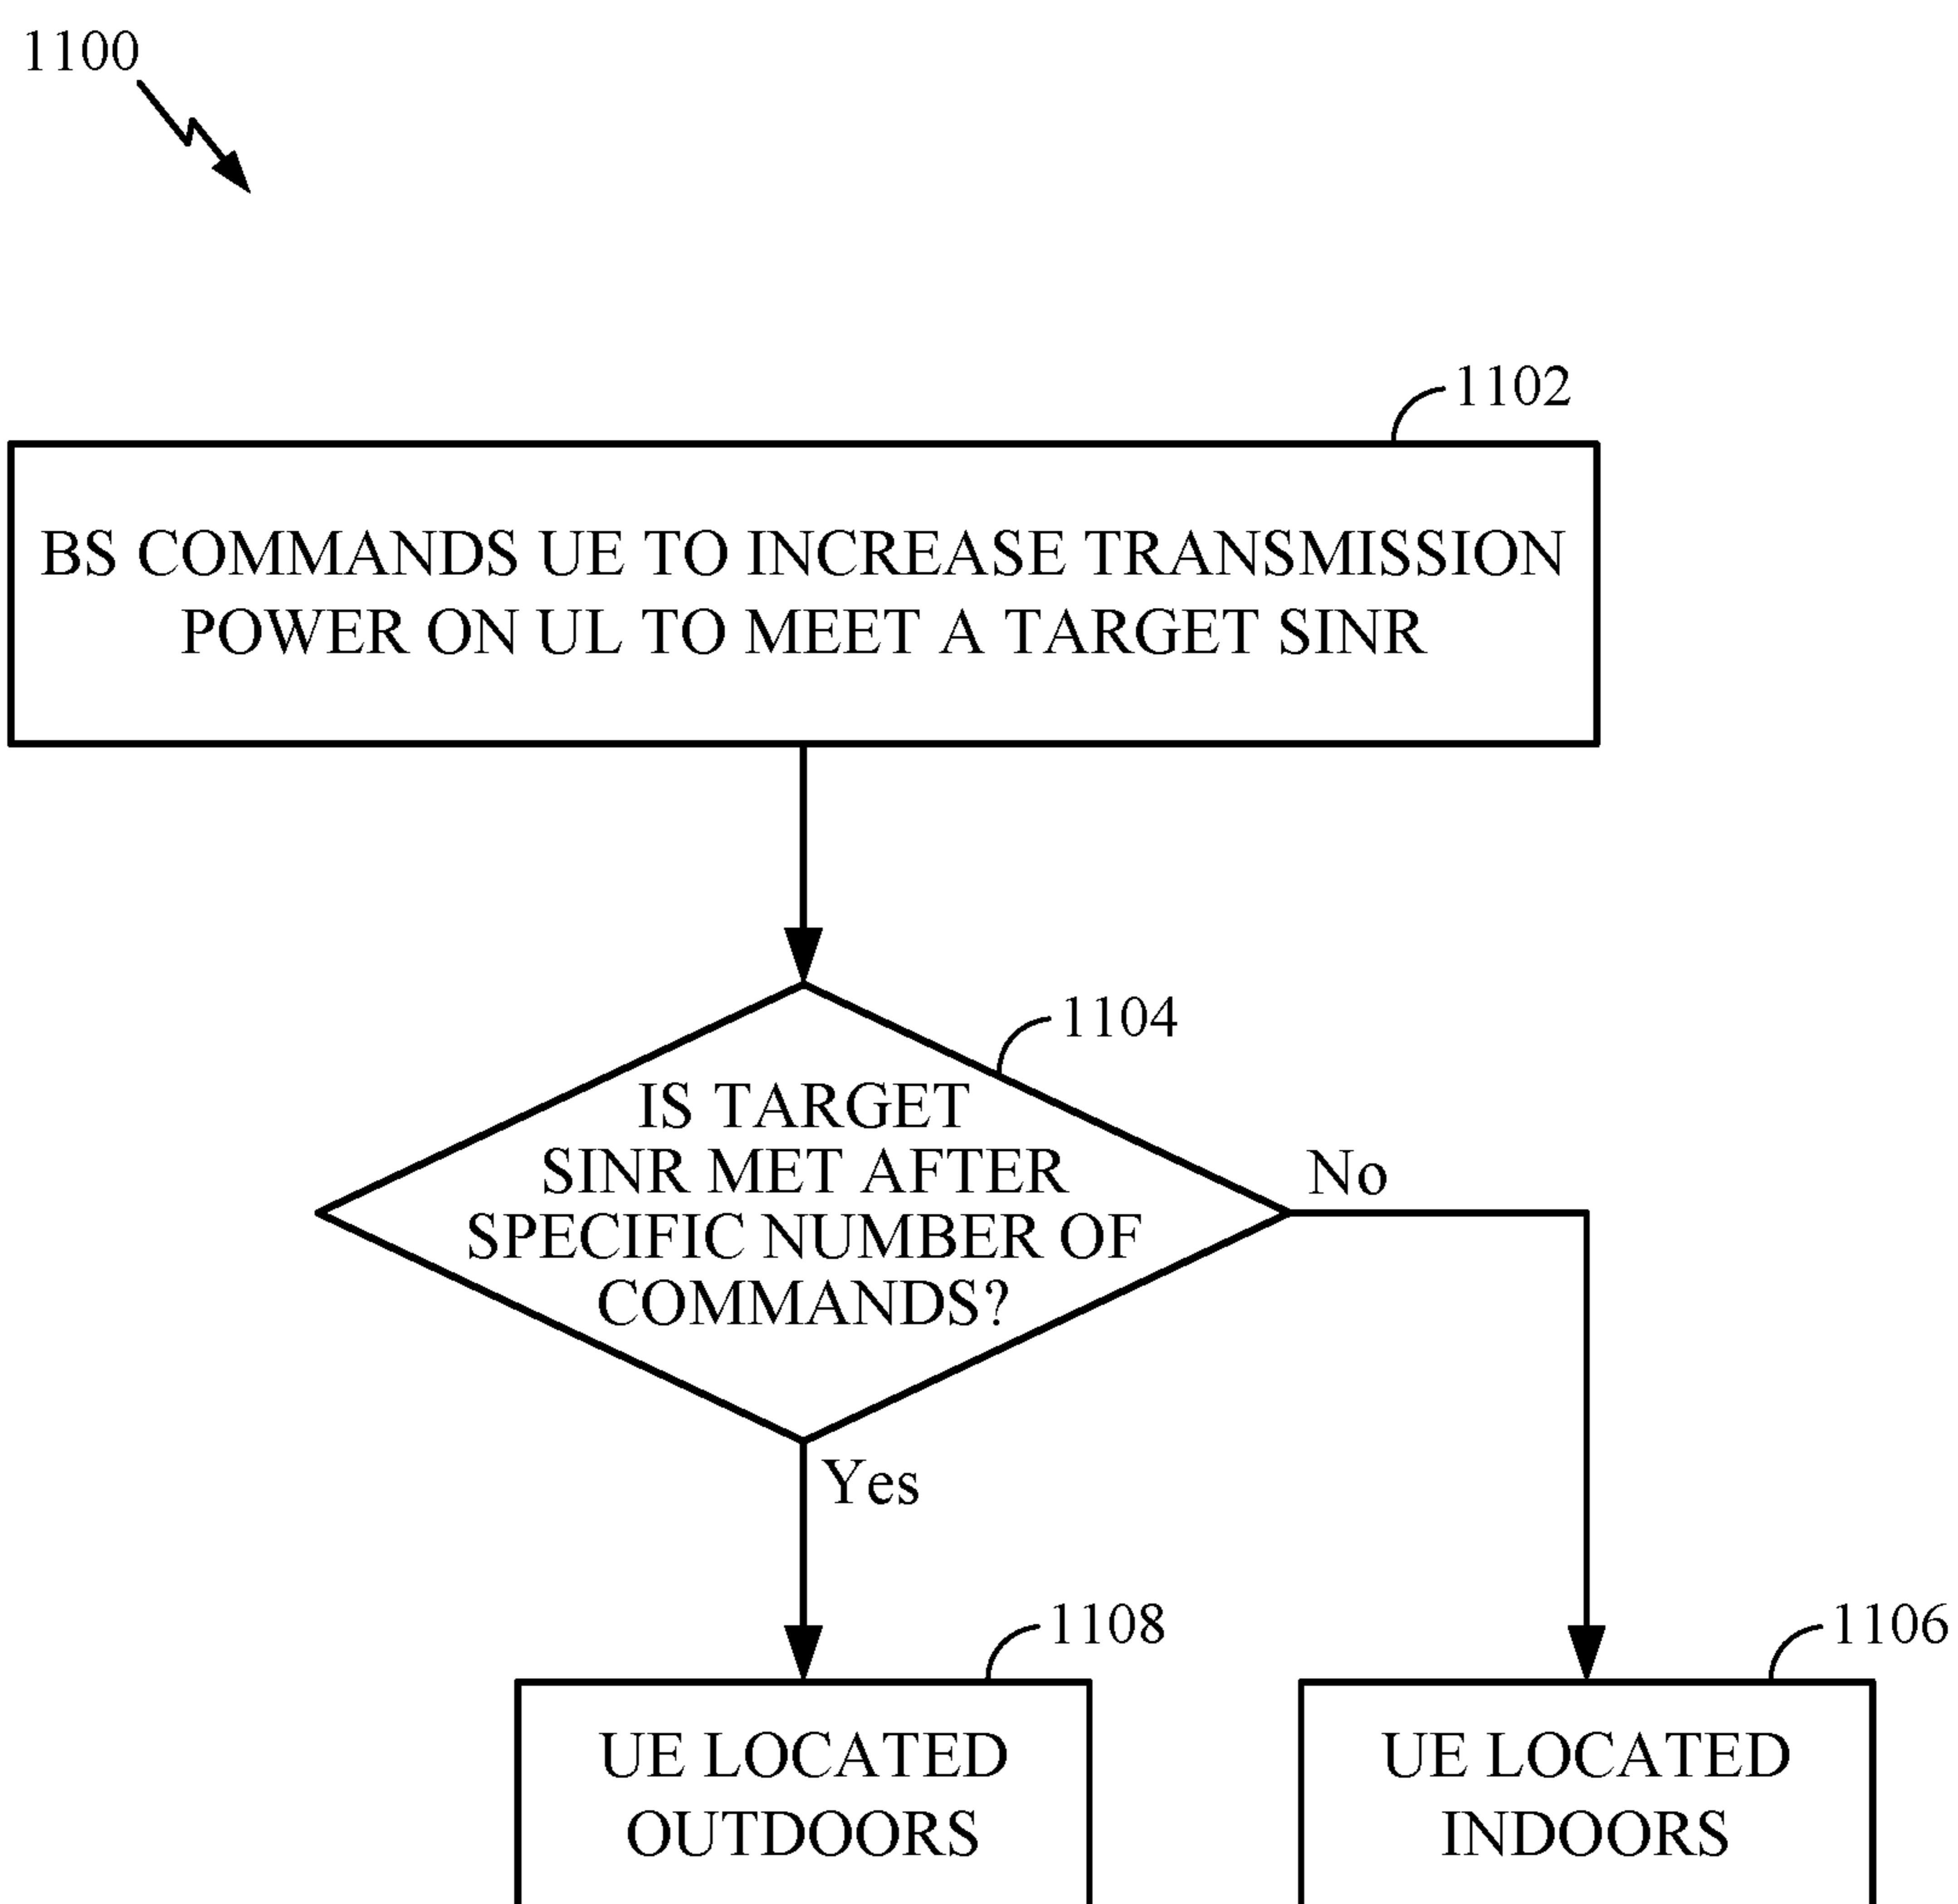 1100
1102
BS COMMANDS UE TO INCREASE TRANSMISSION
POWER ON UL TO MEET A TARGET SINR
1104
IS TARGET
SINR MET AFTER
SPECIFIC NUMBER OF
COMMANDS?
No
Yes
1108
1106
UE LOCATED
OUTDOORS
UE LOCATED
INDOORS